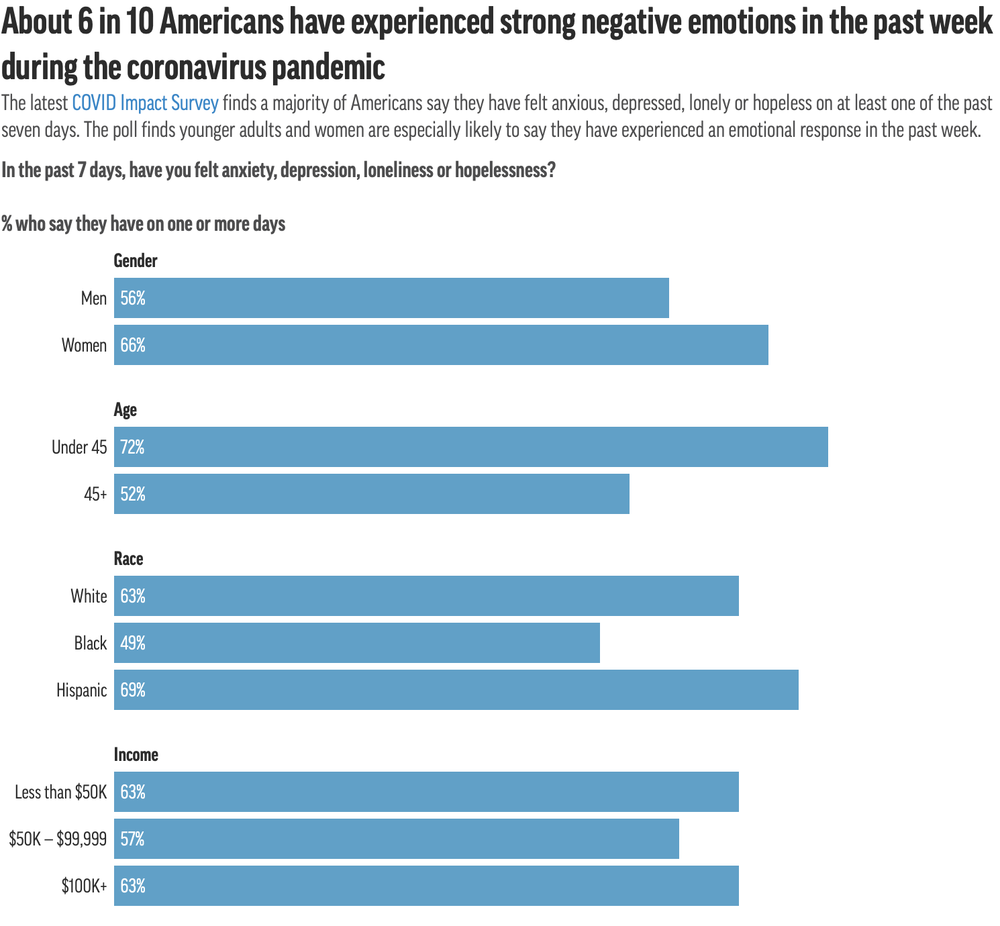 About 6 in 10 Americans have experienced strong negative emotions in the past week
during the coronavirus pandemic
The latest COVID Impact Survey finds a majority of Americans say they have felt anxious, depressed, lonely or hopeless on at least one of the past
seven days. The poll finds younger adults and women are especially likely to say they have experienced an emotional response in the past week.
In the past 7 days, have you felt anxiety, depression, loneliness or hopelessness?
% who say they have on one or more days
Gender
Men 56%
Women 66%
Age
Under 45 72%
45+ 52%
Race
White 63%
Black 49%
Hispanic 69%
Income
Less than $50K 63%
$50K – $99,999 57%
$100K+ 63%